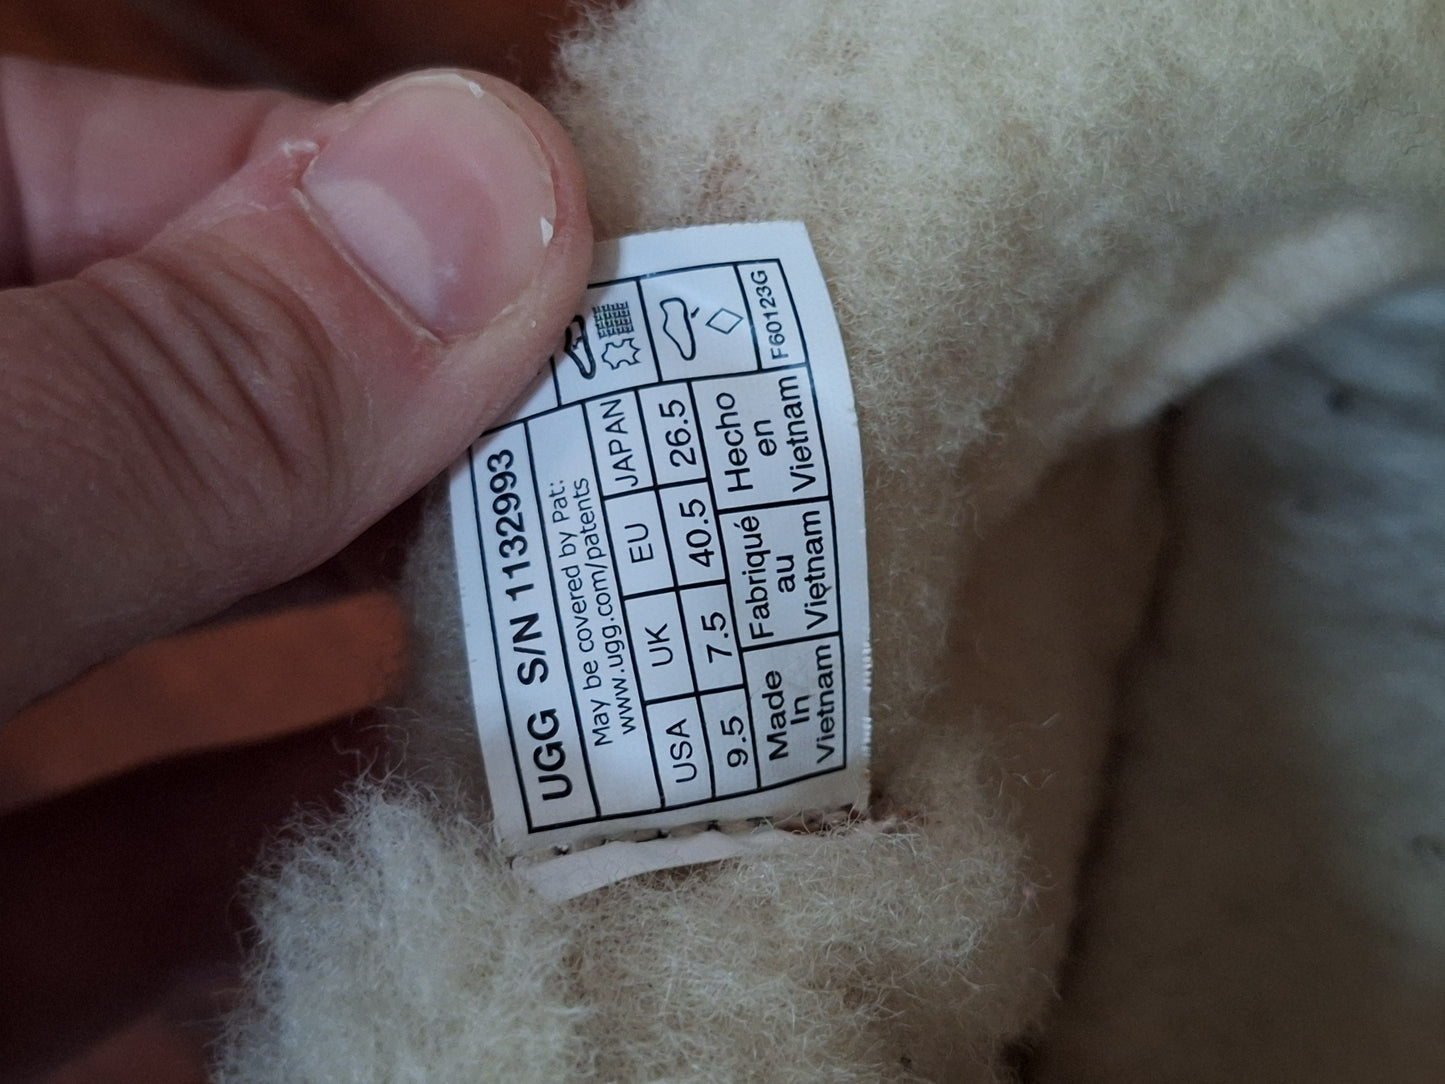 UGG S/N 1132993
May be covered by Pat:
www.ugg.com/patents
USA UK EU JAPAN
9.5 7.5 40.5 26.5
Made In Vietnam
Fabriqué au Viẹtnam
Hecho en Vietnam
F60123G